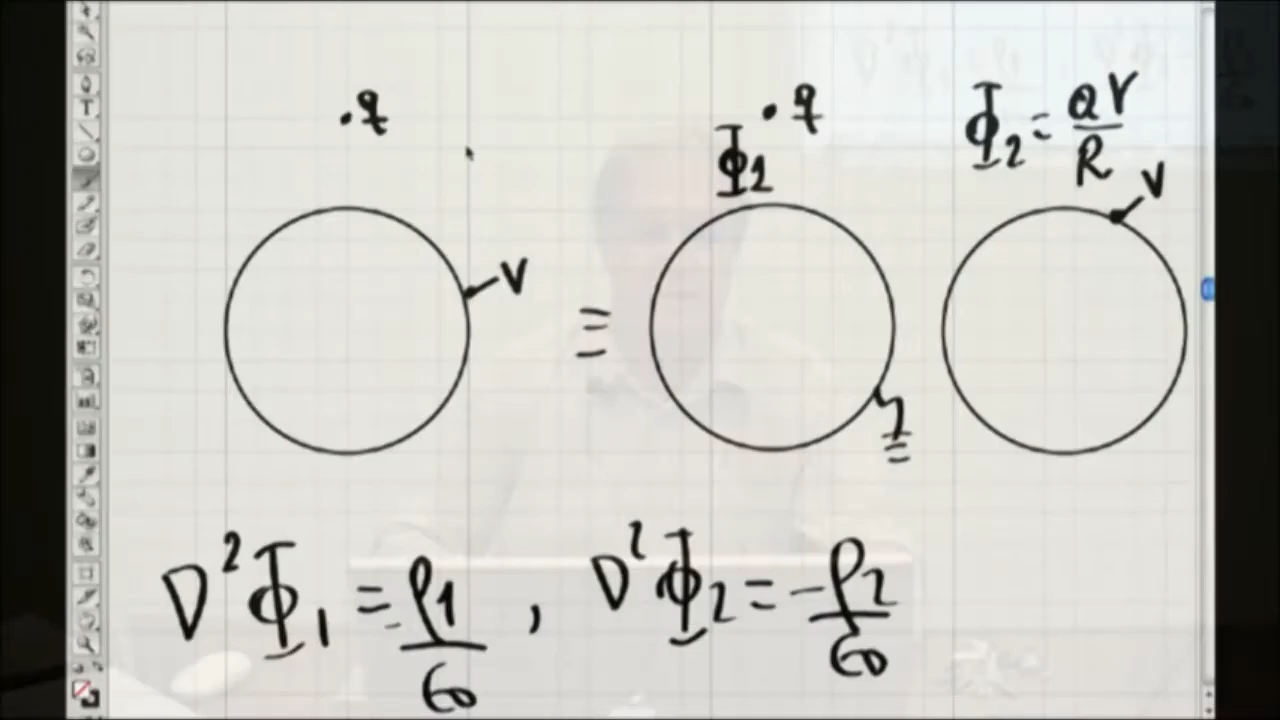 .q
.q
Φ₁
Φ₂ = aV/R
V
V
≡
∇²Φ₁ = -ρ₁/ε₀ , ∇²Φ₂ = -ρ₂/ε₀